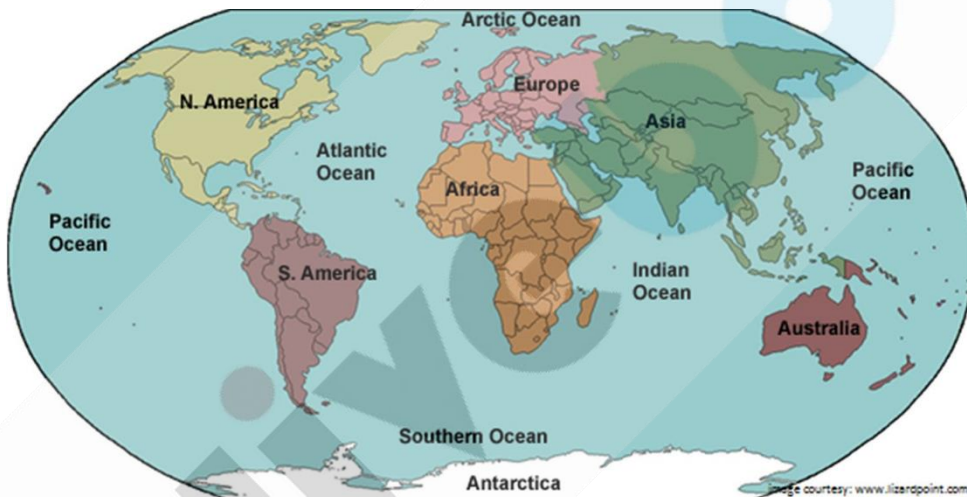 Arctic Ocean
N. America
Europe
Asia
Atlantic
Ocean
Africa
Pacific
Ocean
Pacific
Ocean
S. America
Indian
Ocean
Australia
Southern Ocean
Antarctica
image courtesy: www.lizardpoint.com